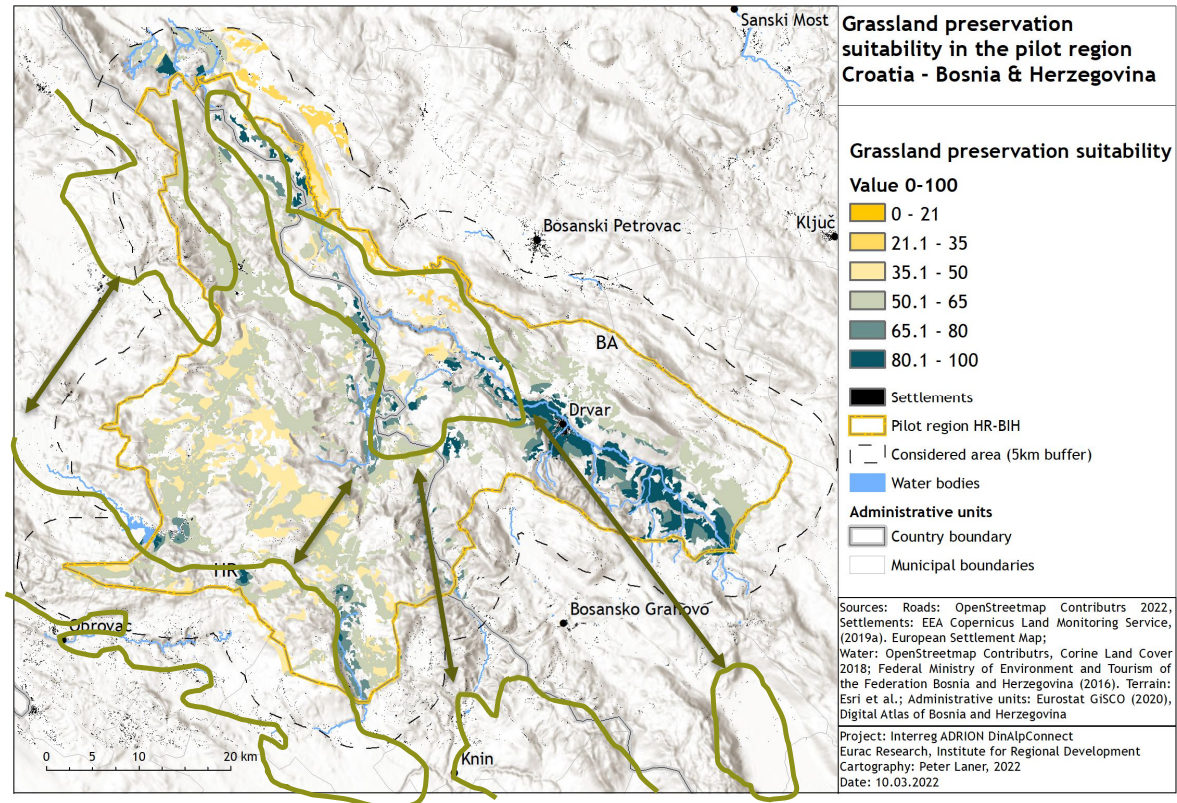 Sanski Most
Bosanski Petrovac
Ključ
BA
Drvar
HR
Obrovac
Bosansko Grahovo
Knin
0 5 10 20 km
Grassland preservation
suitability in the pilot region
Croatia - Bosnia & Herzegovina
Grassland preservation suitability
Value 0-100
0 - 21
21.1 - 35
35.1 - 50
50.1 - 65
65.1 - 80
80.1 - 100
Settlements
Pilot region HR-BIH
Considered area (5km buffer)
Water bodies
Administrative units
Country boundary
Municipal boundaries
Sources: Roads: OpenStreetmap Contributrs 2022,
Settlements: EEA Copernicus Land Monitoring Service,
(2019a). European Settlement Map;
Water: OpenStreetmap Contributrs, Corine Land Cover
2018; Federal Ministry of Environment and Tourism of
the Federation Bosnia and Herzegovina (2016). Terrain:
Esri et al.; Administrative units: Eurostat GiSCO (2020),
Digital Atlas of Bosnia and Herzegovina
Project: Interreg ADRION DinAlpConnect
Eurac Research, Institute for Regional Development
Cartography: Peter Laner, 2022
Date: 10.03.2022